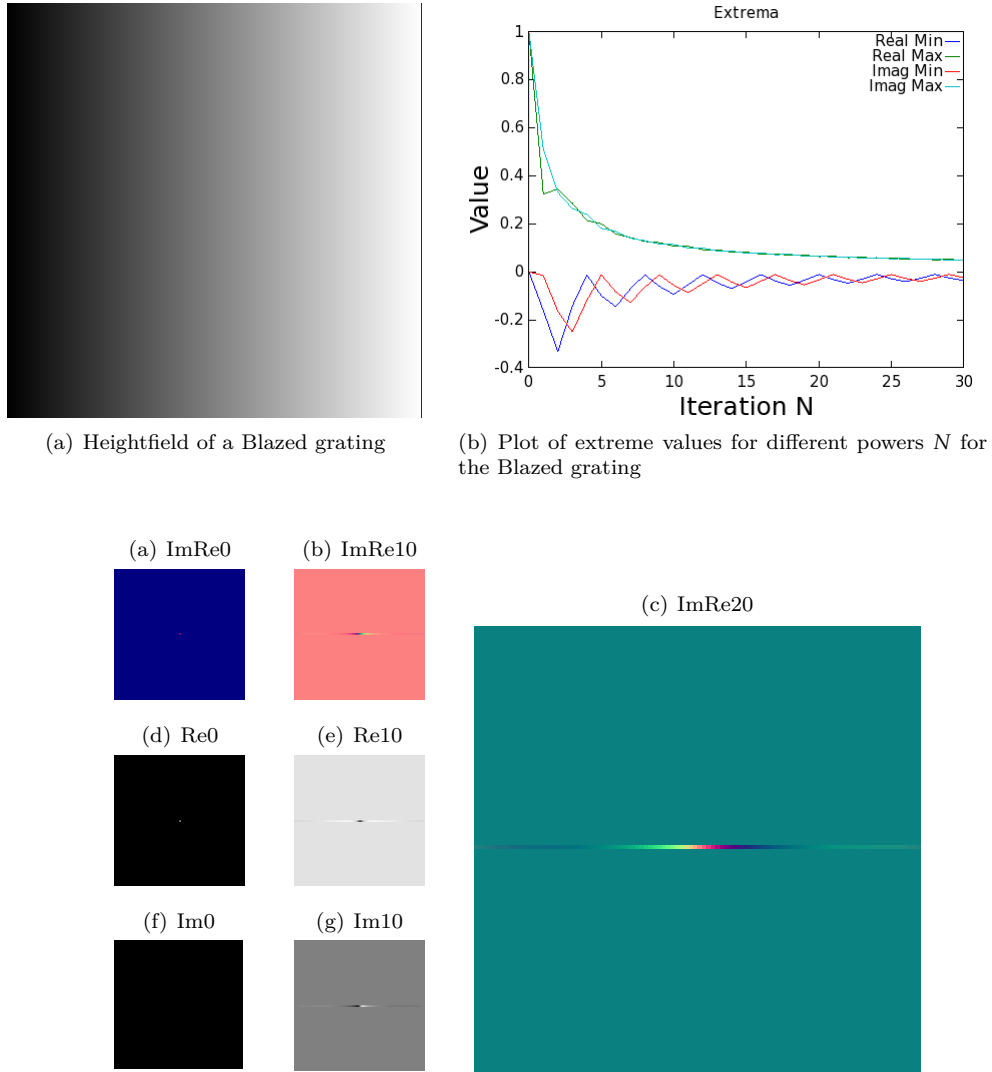 Extrema
Real Min
Real Max
Imag Min
Imag Max
1
0.8
0.6
0.4
0.2
0
-0.2
-0.4
Value
0 5 10 15 20 25 30
Iteration N
(a) Heightfield of a Blazed grating
(b) Plot of extreme values for different powers N for
the Blazed grating
(a) ImRe0
(b) ImRe10
(c) ImRe20
(d) Re0
(e) Re10
(f) Im0
(g) Im10